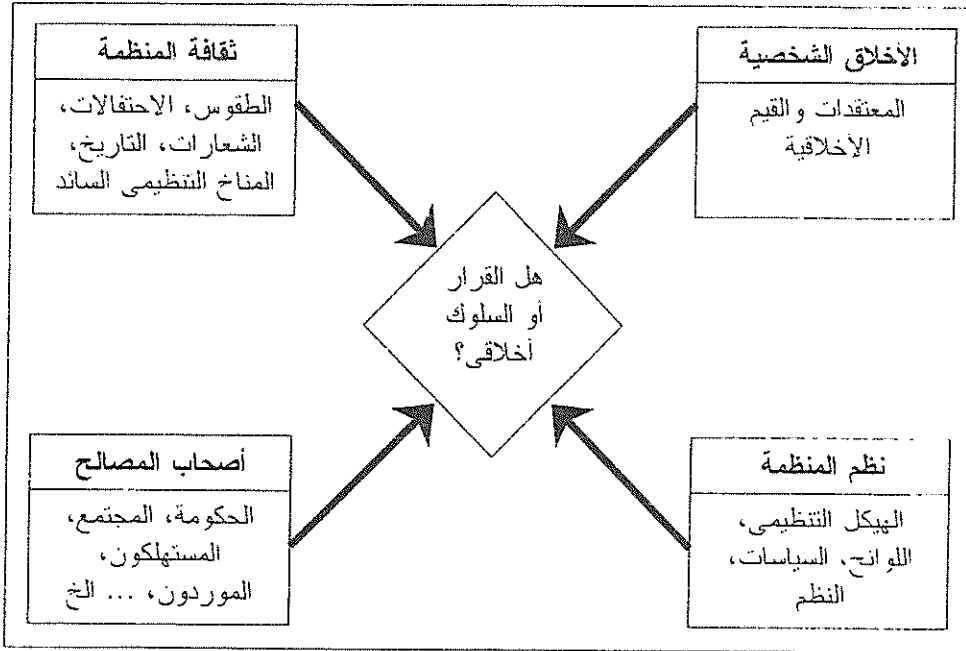 الأخلاق الشخصية
المعتقدات والقيم
الأخلاقية
ثقافة المنظمة
الطقوس، الاحتفالات،
الشعارات، التاريخ،
المناخ التنظيمى السائد
هل القرار
أو السلوك
أخلاقى؟
نظم المنظمة
الهيكل التنظيمى،
اللوائح، السياسات،
النظم
أصحاب المصالح
الحكومة، المجتمع،
المستهلكون،
الموردون، ... الخ